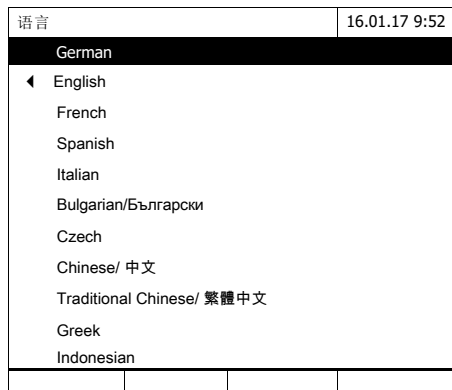 语言 16.01.17 9:52
German
English
French
Spanish
Italian
Bulgarian/Български
Czech
Chinese/ 中文
Traditional Chinese/ 繁體中文
Greek
Indonesian